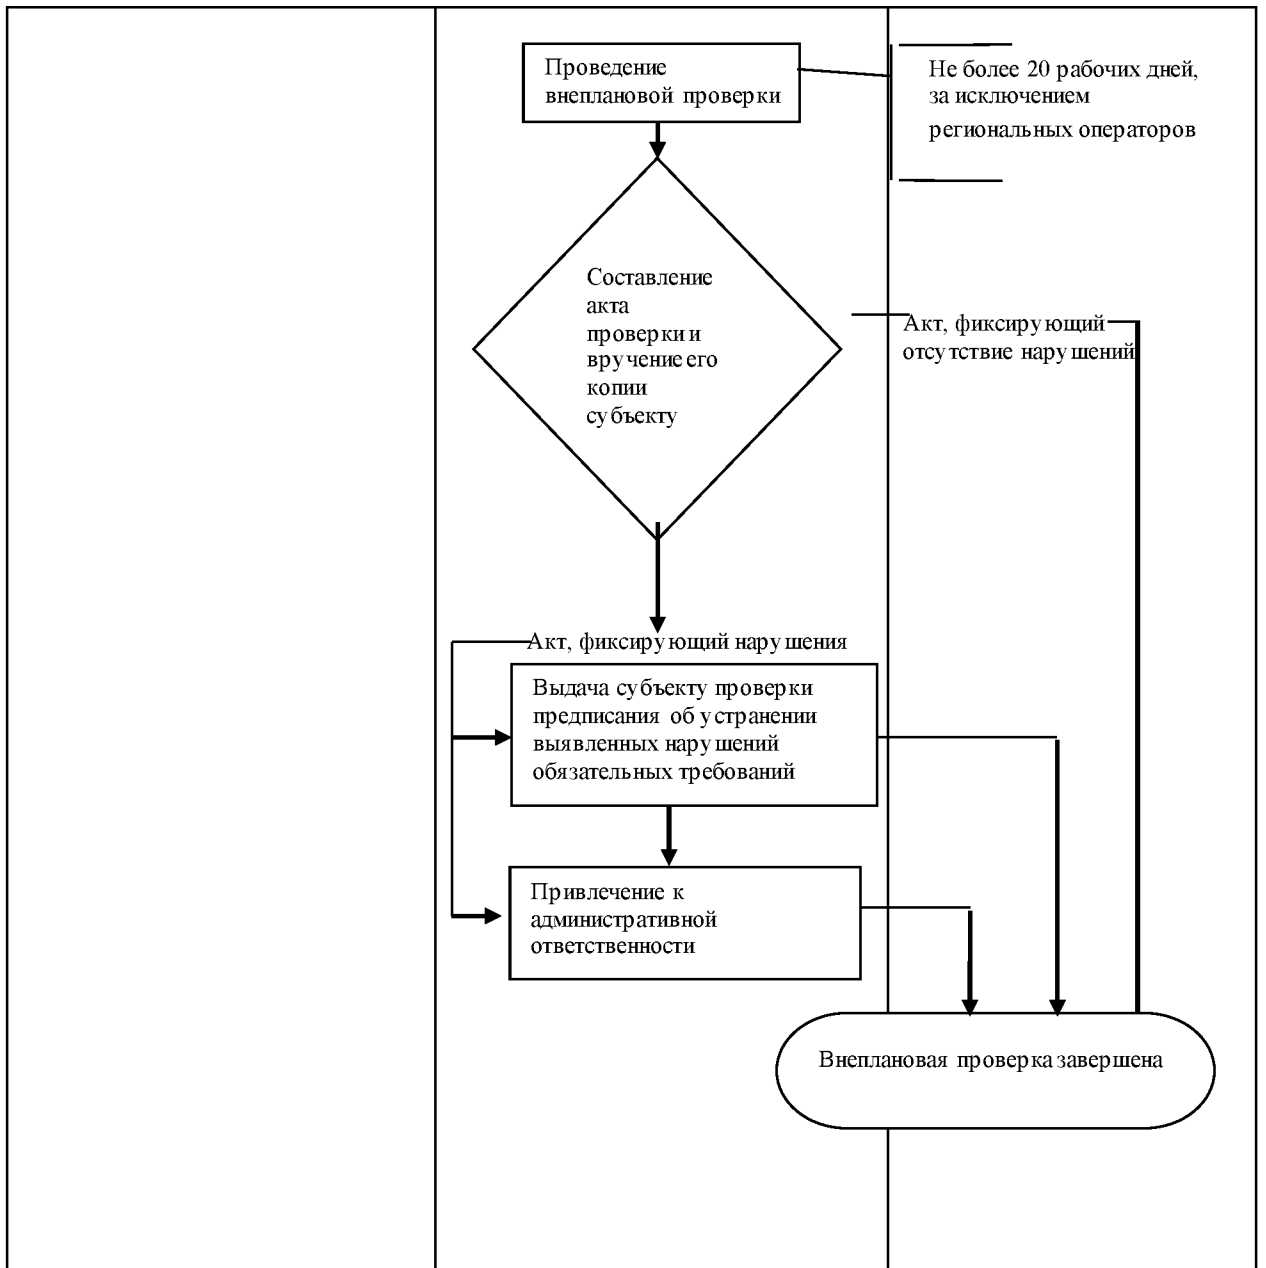 Проведение
внеплановой проверки
Не более 20 рабочих дней,
за исключением
региональных операторов
Составление
акта
проверки и
вручение его
копии
субъекту
Акт, фиксирующий
отсутствие нарушений
Акт, фиксирующий нарушения
Выдача субъекту проверки
предписания об устранении
выявленных нарушений
обязательных требований
Привлечение к
административной
ответственности
Внеплановая проверка завершена